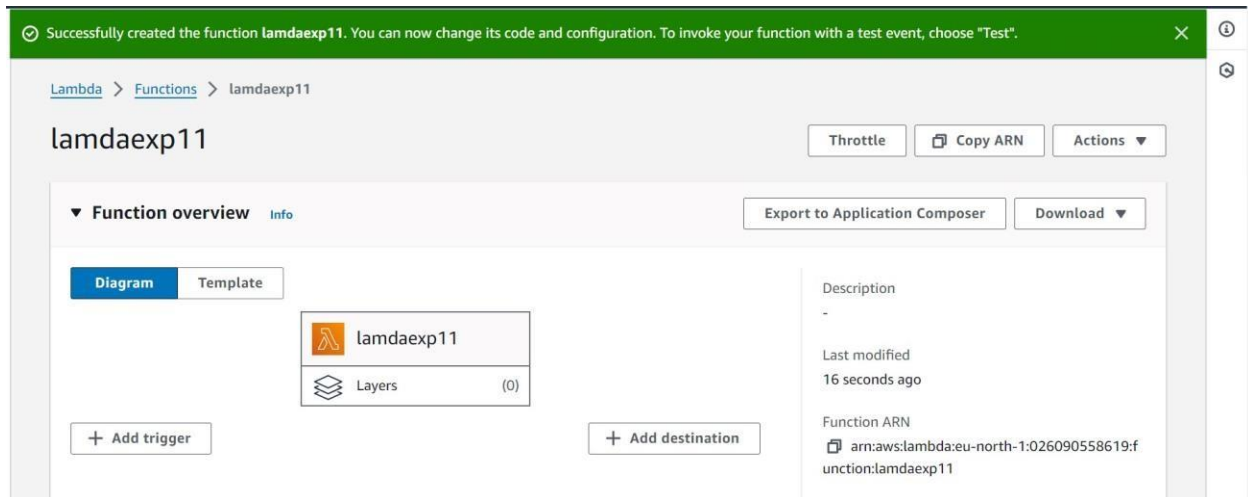 Successfully created the function lamdaexp11. You can now change its code and configuration. To invoke your function with a test event, choose "Test".
Lambda > Functions > lamdaexp11
lamdaexp11
Throttle
Copy ARN
Actions
Function overview Info
Export to Application Composer
Download
Diagram
Template
lamdaexp11
Layers (0)
+ Add trigger
+ Add destination
Description
-
Last modified
16 seconds ago
Function ARN
arn:aws:lambda:eu-north-1:026090558619:f
unction:lamdaexp11